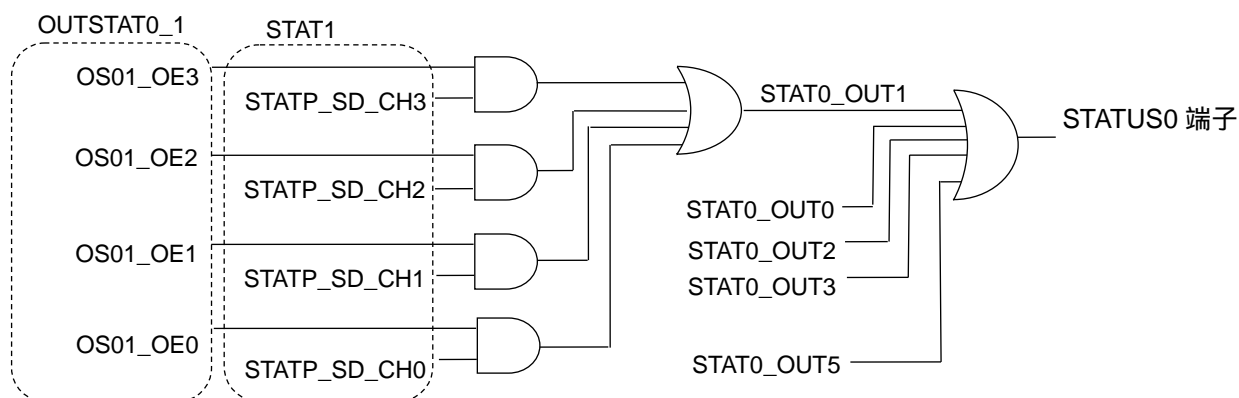 OUTSTAT0_1
STAT1
OS01_OE3
STATP_SD_CH3
OS01_OE2
STATP_SD_CH2
OS01_OE1
STATP_SD_CH1
OS01_OE0
STATP_SD_CH0
STAT0_OUT1
STATUS0 端子
STAT0_OUT0
STAT0_OUT2
STAT0_OUT3
STAT0_OUT5